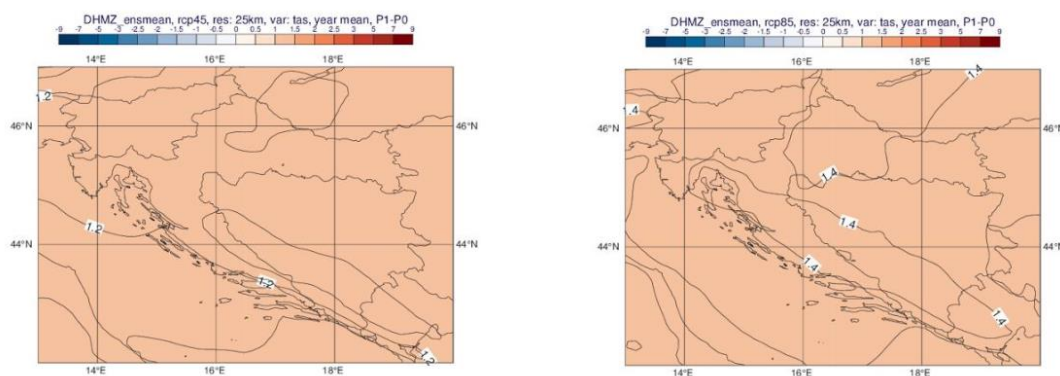 DHMZ_ensmean, rcp45, res: 25km, var: tas, year mean, P1-P0
-9 -7 -5 -3 -2.5 -2 -1.5 -1 -0.5 0 0.5 1 1.5 2 2.5 3 5 7 9
14°E 16°E 18°E
1.2
46°N
1.2
44°N
1.2
1.2
14°E 16°E 18°E
DHMZ_ensmean, rcp85, res: 25km, var: tas, year mean, P1-P0
-9 -7 -5 -3 -2.5 -2 -1.5 -1 -0.5 0 0.5 1 1.5 2 2.5 3 5 7 9
14°E 16°E 18°E
1.4
1.4
46°N
1.4
1.4
44°N
1.4
1.4
14°E 16°E 18°E